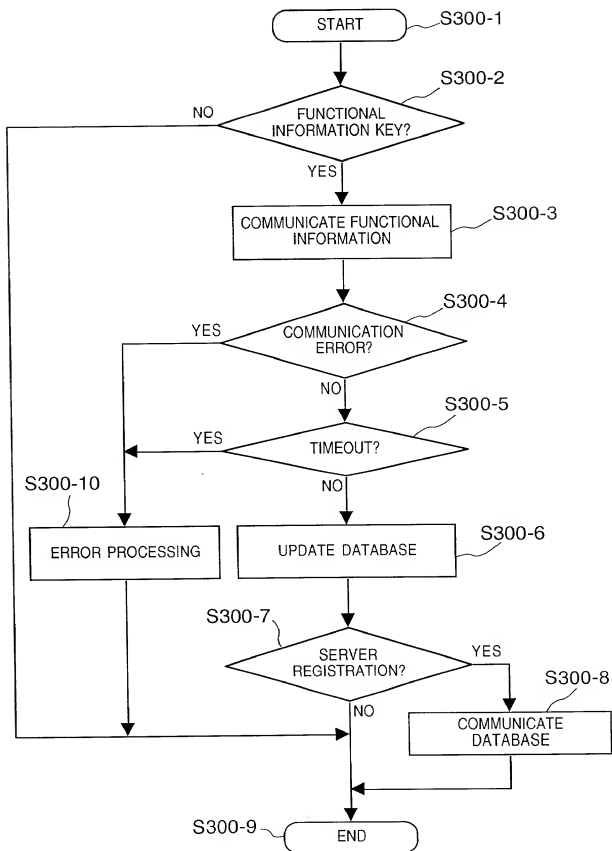 START
S300-1
S300-2
NO
FUNCTIONAL
INFORMATION KEY?
YES
COMMUNICATE FUNCTIONAL
INFORMATION
S300-3
S300-4
YES
COMMUNICATION
ERROR?
NO
S300-5
YES
TIMEOUT?
NO
S300-10
ERROR PROCESSING
UPDATE DATABASE
S300-6
S300-7
SERVER
REGISTRATION?
YES
NO
S300-8
COMMUNICATE
DATABASE
S300-9
END